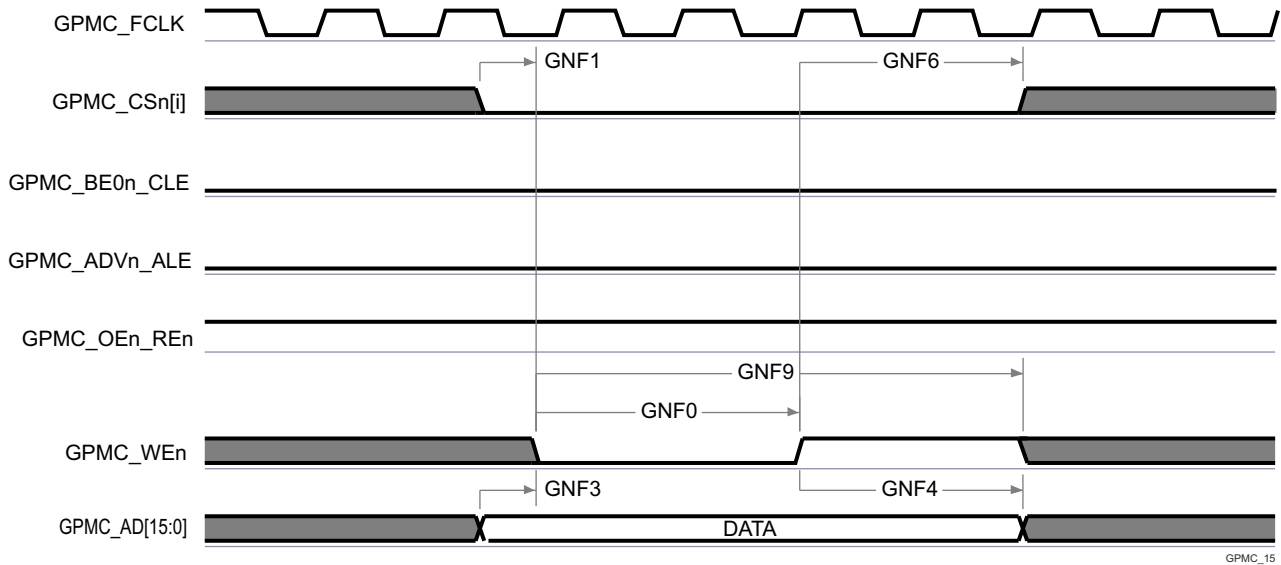 GPMC_FCLK
GNF1
GNF6
GPMC_CSn[i]
GPMC_BE0n_CLE
GPMC_ADVn_ALE
GPMC_OEn_REn
GNF9
GNF0
GPMC_WEn
GNF3
GNF4
GPMC_AD[15:0]
DATA
GPMC_15